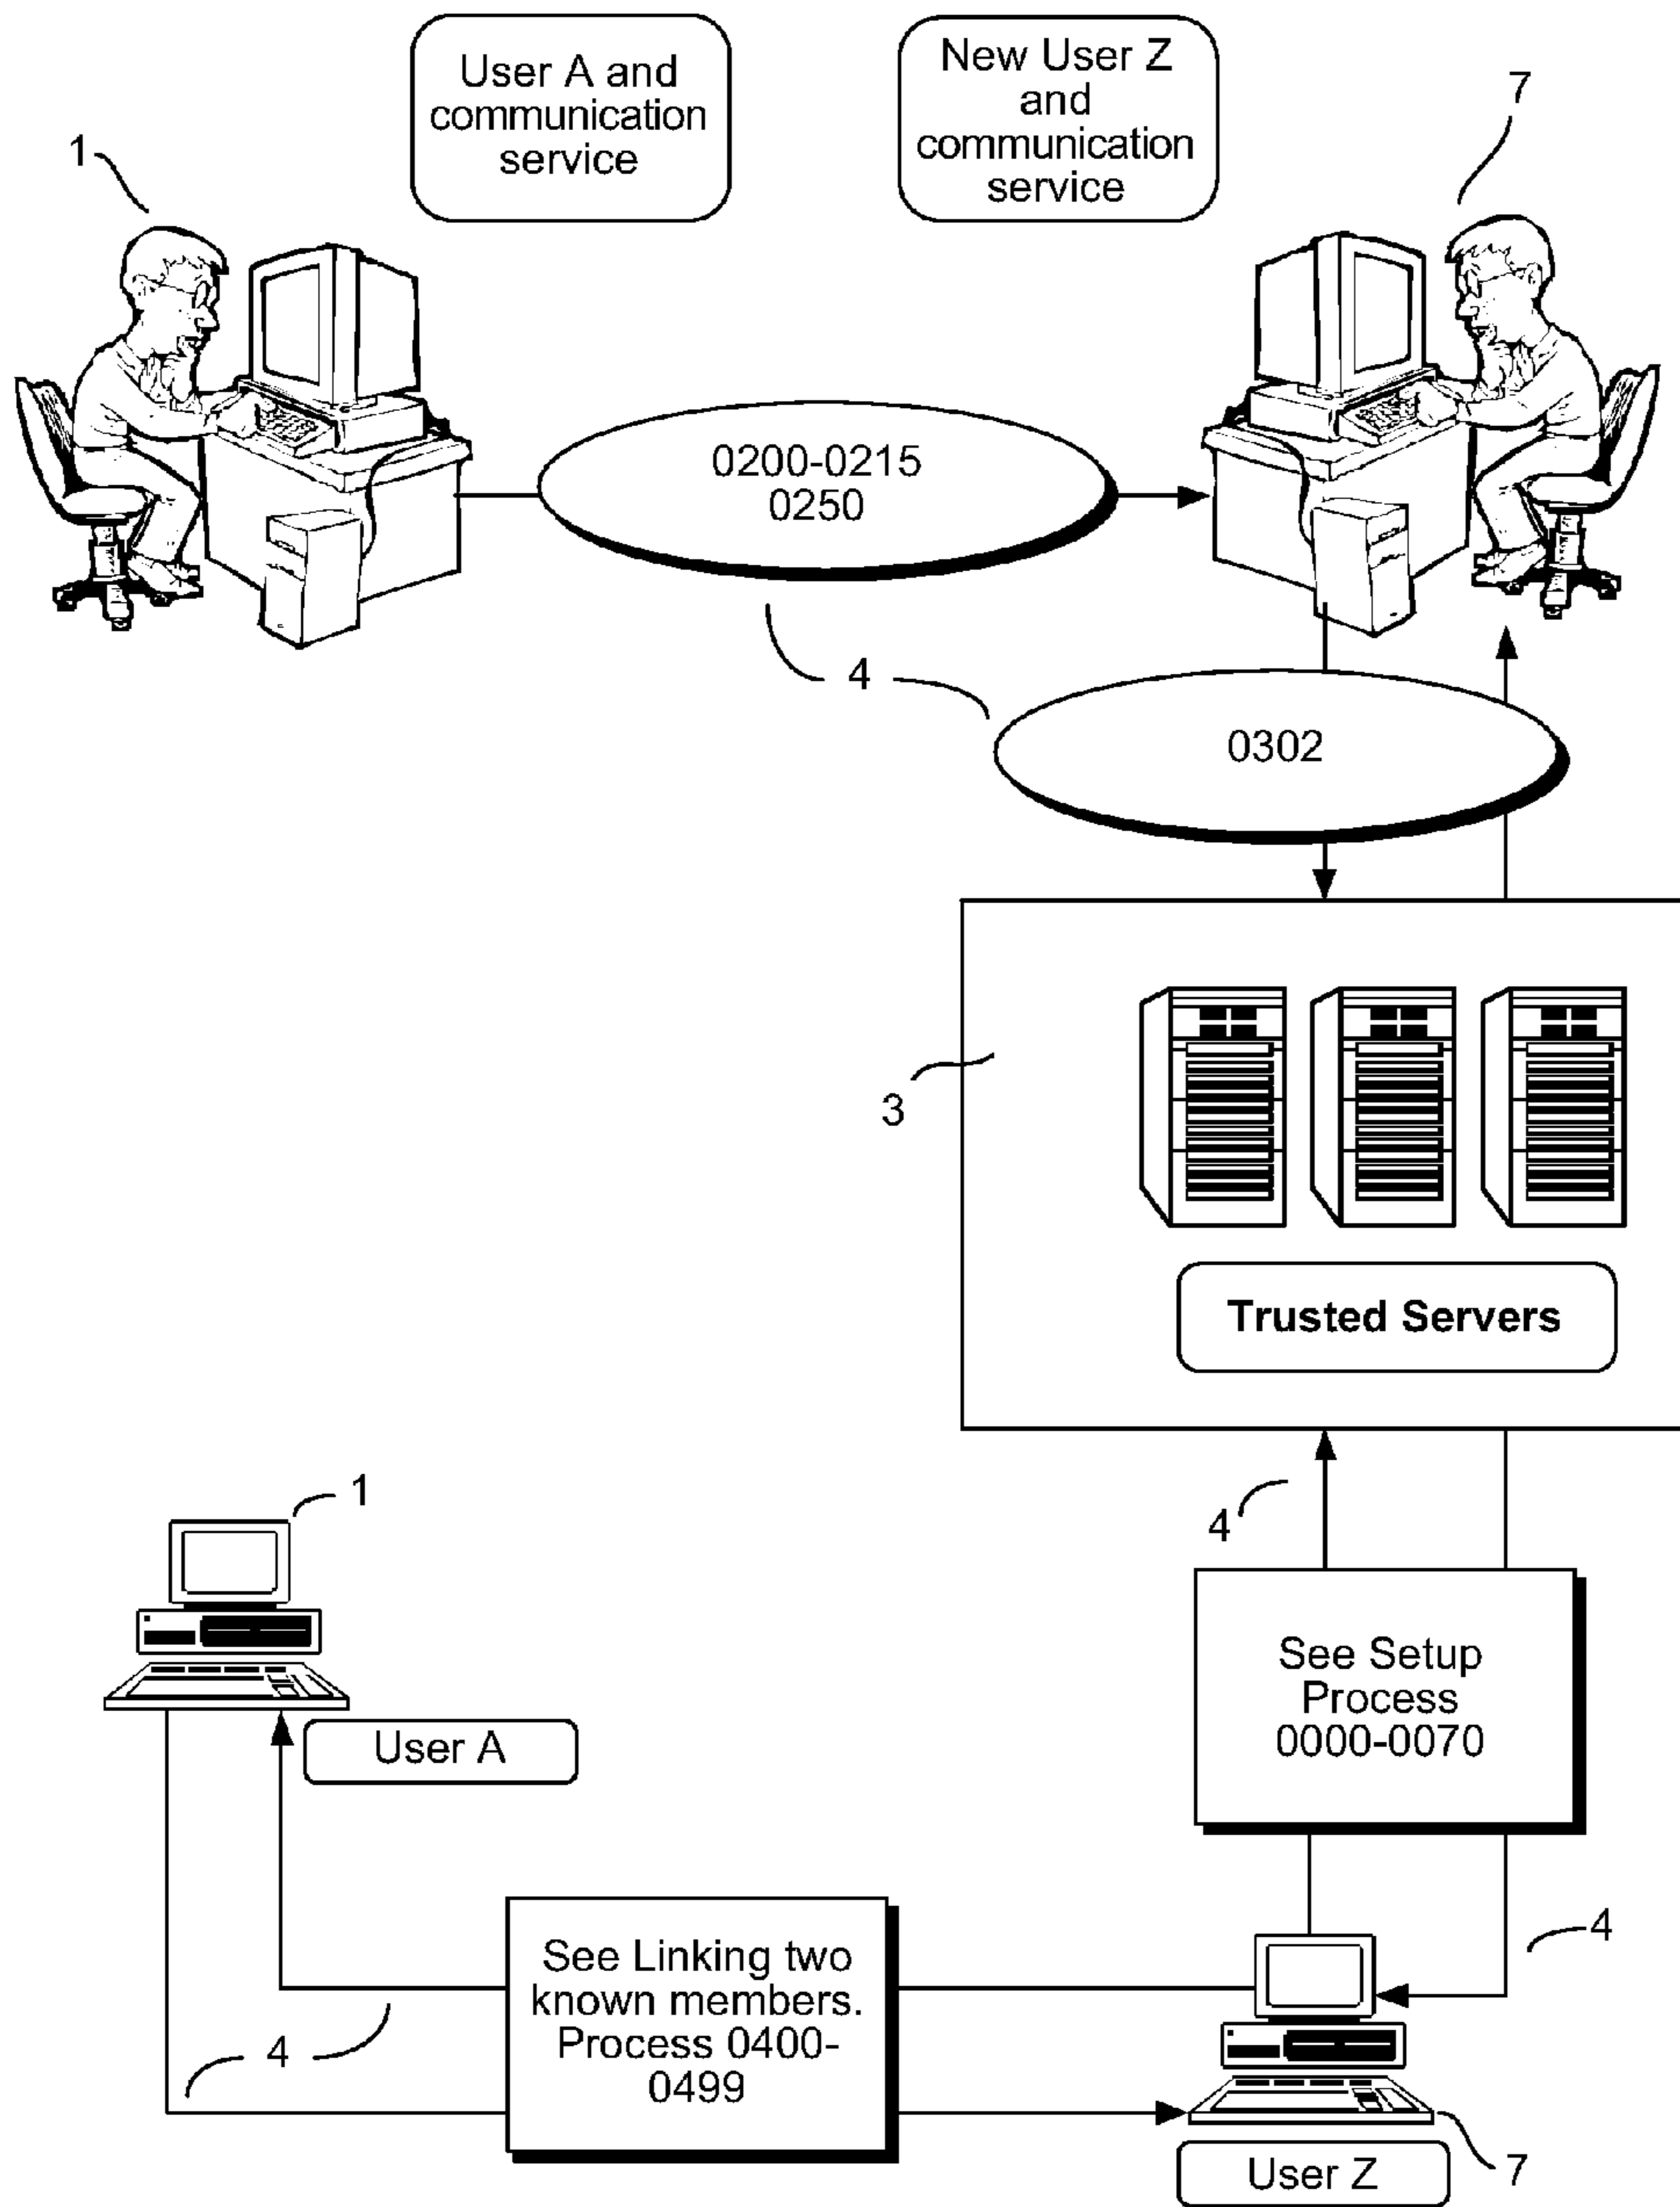 User A and
communication
service
New User Z
and
communication
service
7
1
0200-0215
0250
4
0302
3
Trusted Servers
1
4
See Setup
Process
0000-0070
User A
4
See Linking two
known members.
Process 0400-
0499
4
7
User Z